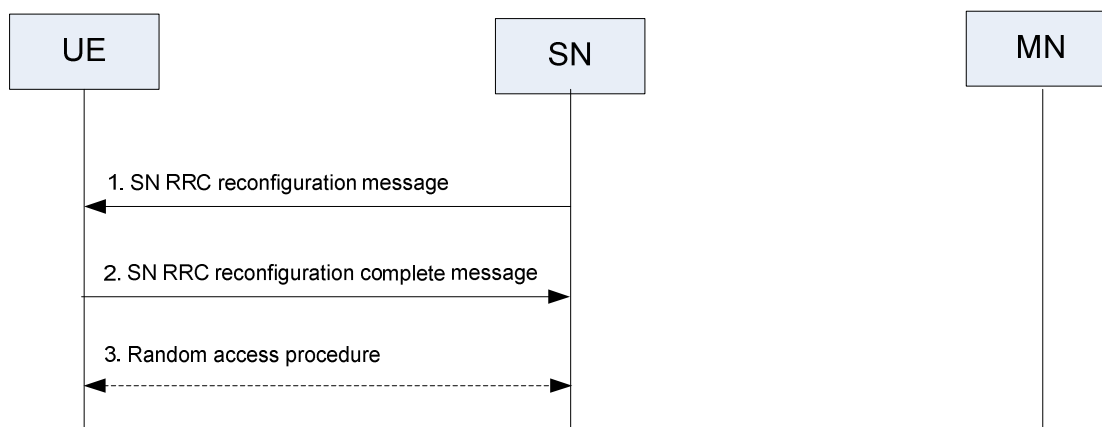 UE
SN
MN
1. SN RRC reconfiguration message
2. SN RRC reconfiguration complete message
3. Random access procedure